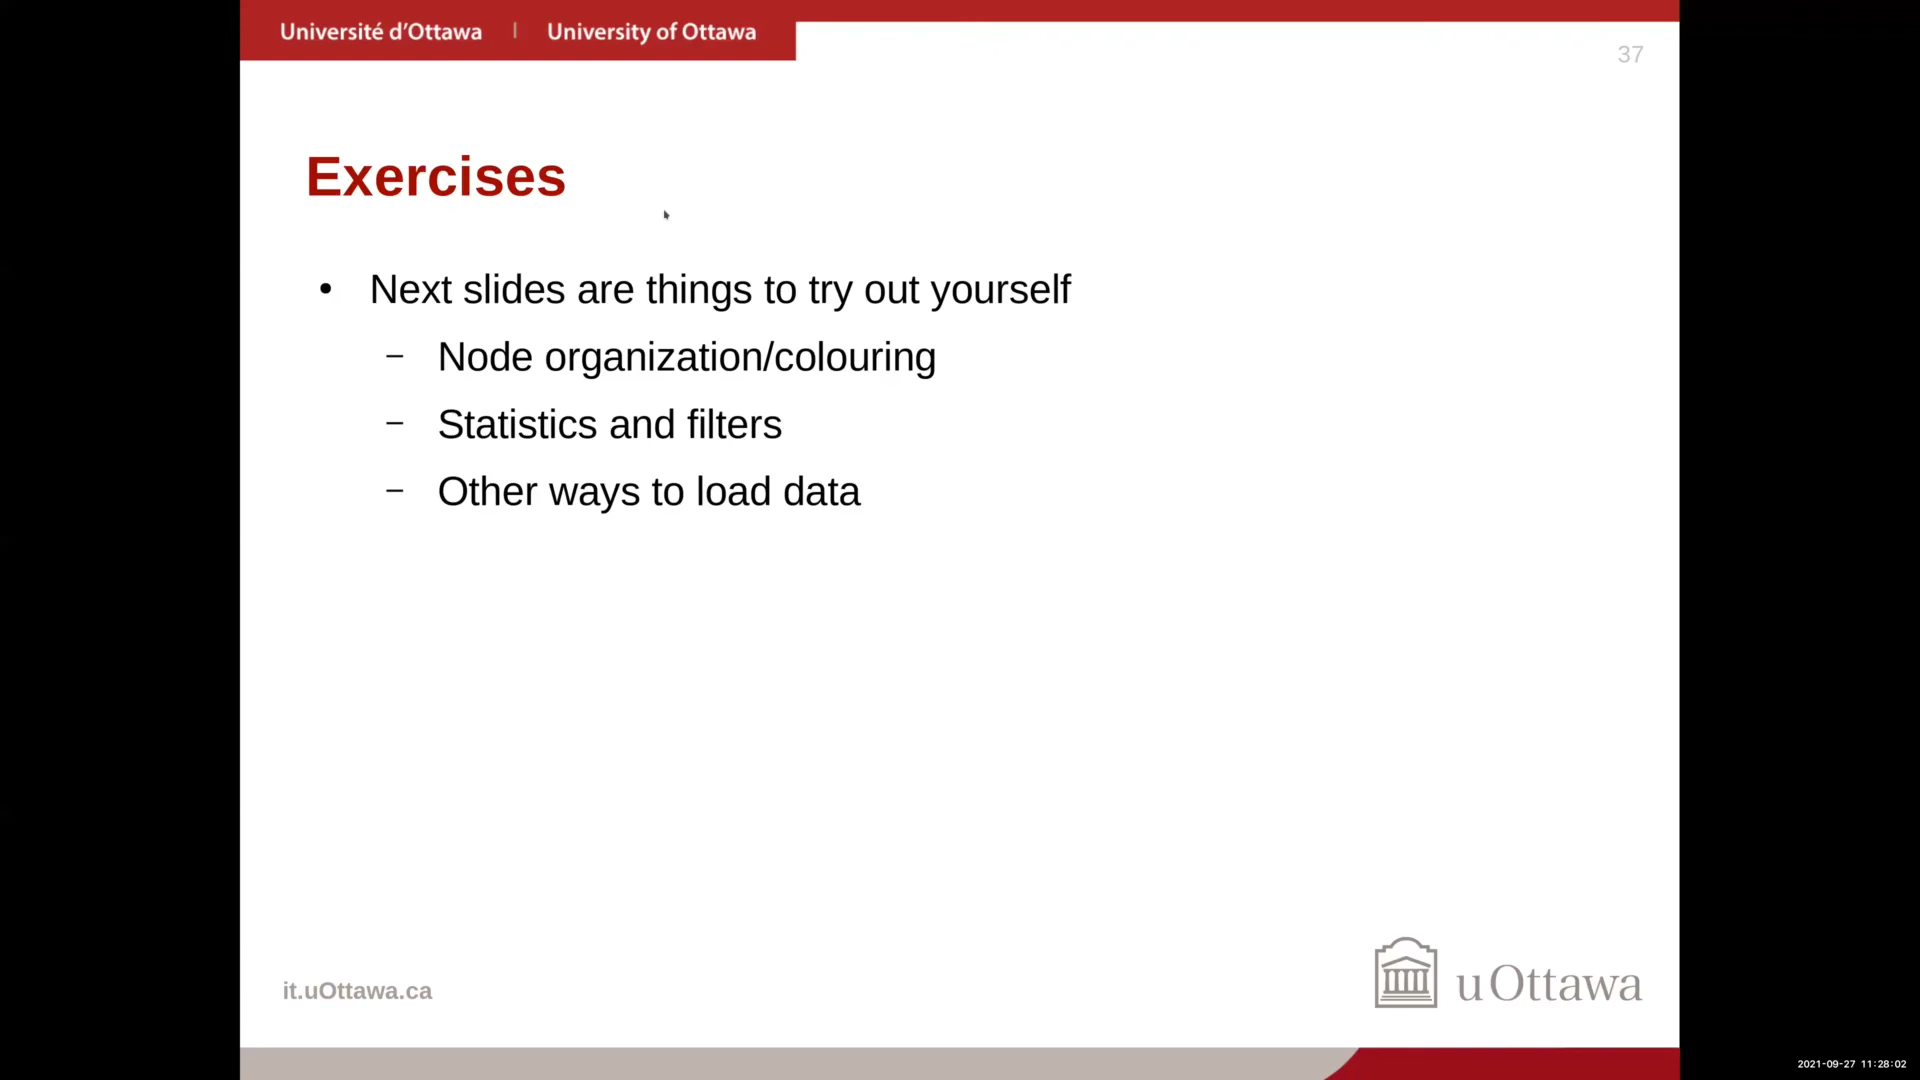 Université d'Ottawa | University of Ottawa
37
Exercises
• Next slides are things to try out yourself
– Node organization/colouring
– Statistics and filters
– Other ways to load data
it.uOttawa.ca
uOttawa
2021-09-27 11:28:02